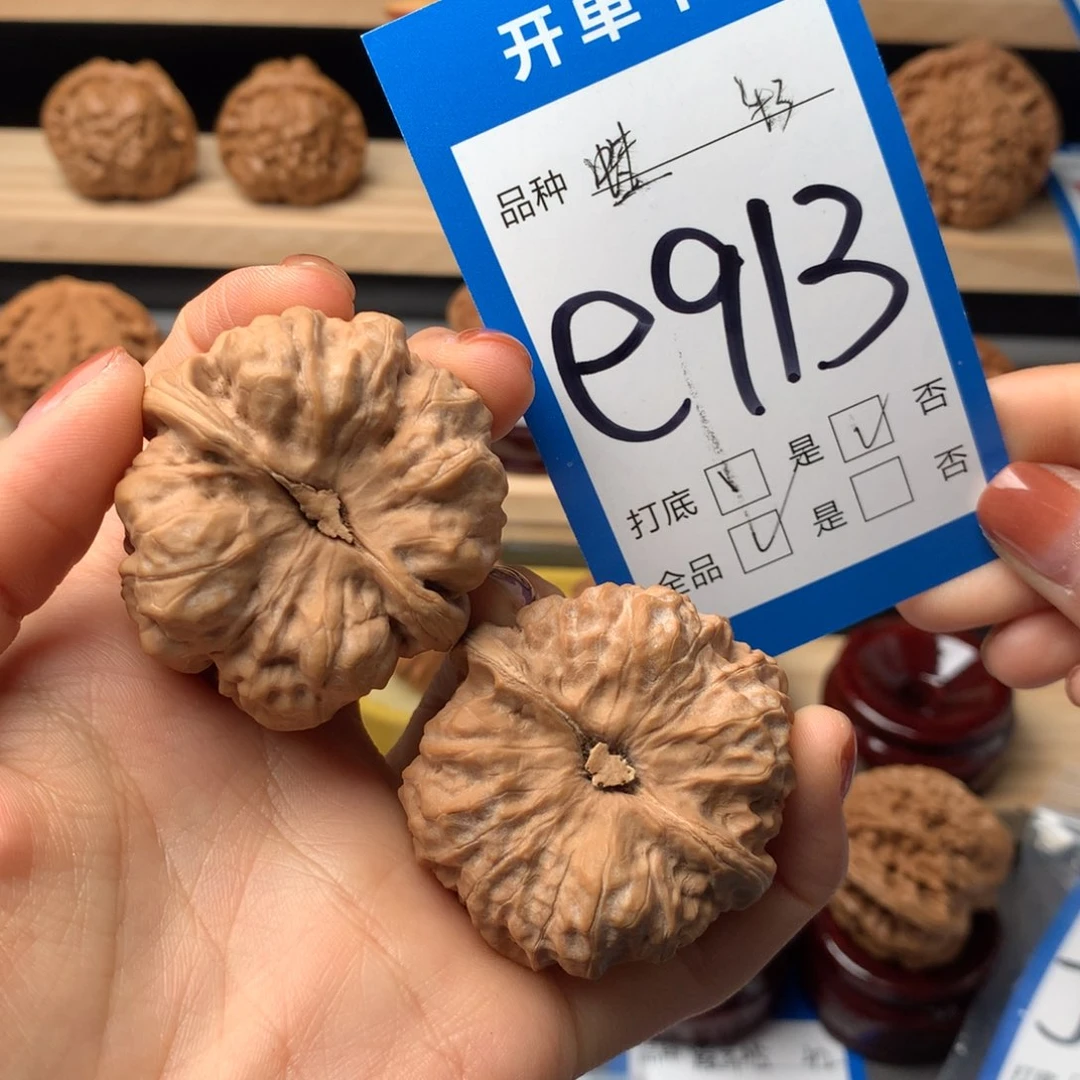 开单
品种
e913
打底 ☑ 是 ☑ 否
全品 ☑ 是 ☐ 否